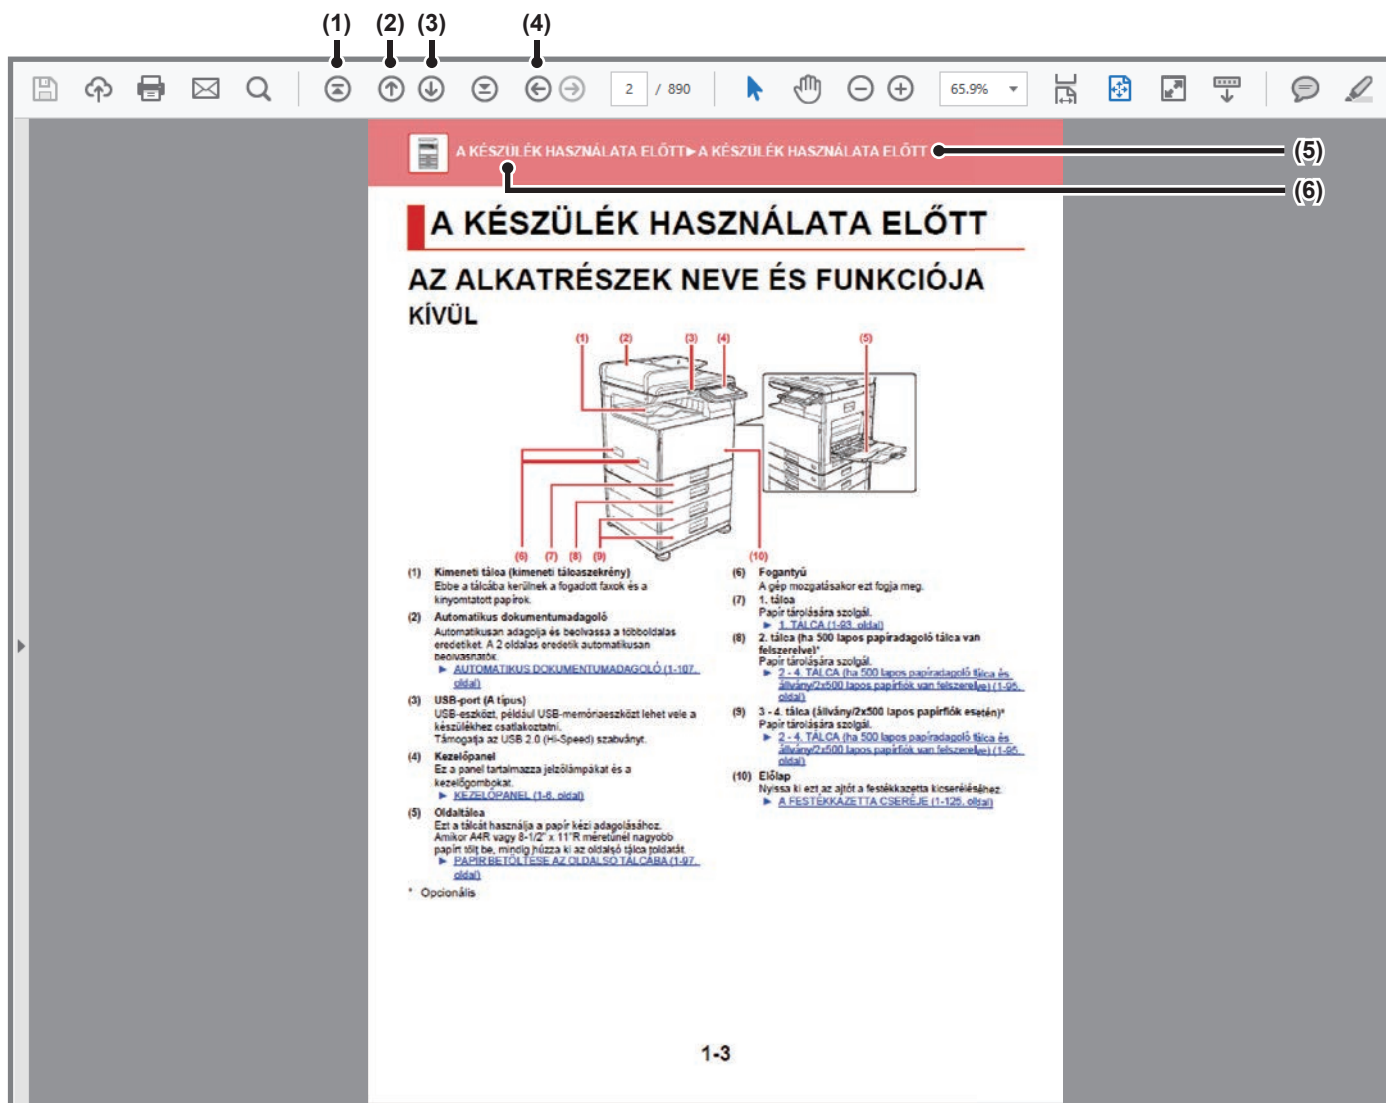 (1) (2) (3) (4)
2 / 890 65.9%
A KÉSZÜLÉK HASZNÁLATA ELŐTT►A KÉSZÜLÉK HASZNÁLATA ELŐTT
(5)
(6)
A KÉSZÜLÉK HASZNÁLATA ELŐTT
AZ ALKATRÉSZEK NEVE ÉS FUNKCIÓJA
KÍVÜL
(1) (2) (3) (4) (5)
(6) (7) (8) (9) (10)
(1) Kimeneti tálca (kimeneti tálcaszekrény)
Ebbe a tálcába kerülnek a fogadott faxok és a
kinyomtatott papírok.
(2) Automatikus dokumentumadagoló
Automatikusan adagolja és beolvassa a többoldalas
eredetiket. A 2 oldalas eredetik automatikusan
beolvashatók.
► AUTOMATIKUS DOKUMENTUMADAGOLÓ (1-107.
oldal)
(3) USB-port (A típus)
USB-eszközt, például USB-memóriaeszközt lehet vele a
készülékhez csatlakoztatni.
Támogatja az USB 2.0 (Hi-Speed) szabványt.
(4) Kezelőpanel
Ez a panel tartalmazza jelzőlámpákat és a
kezelőgombokat.
► KEZELŐPANEL (1-6. oldal)
(5) Oldaltálca
Ezt a tálcát használja a papír kézi adagolásához.
Amikor A4R vagy 8-1/2" x 11"R méretűnél nagyobb
papírt tölt be, mindig húzza ki az oldalsó tálca toldatát.
► PAPÍR BETÖLTÉSE AZ OLDALSÓ TÁLCÁBA (1-97.
oldal)
* Opcionális
(6) Fogantyú
A gép mozgatásakor ezt fogja meg.
(7) 1. tálca
Papír tárolására szolgál.
► 1. TÁLCA (1-93. oldal)
(8) 2. tálca (ha 500 lapos papíradagoló tálca van
felszerelve)*
Papír tárolására szolgál.
► 2 - 4. TÁLCA (ha 500 lapos papíradagoló tálca és
állvány/2x500 lapos papírfiók van felszerelve) (1-95.
oldal)
(9) 3 - 4. tálca (állvány/2x500 lapos papírfiók esetén)*
Papír tárolására szolgál.
► 2 - 4. TÁLCA (ha 500 lapos papíradagoló tálca és
állvány/2x500 lapos papírfiók van felszerelve) (1-95.
oldal)
(10) Előlap
Nyissa ki ezt az ajtót a festékkazetta kicseréléséhez.
► A FESTÉKKAZETTA CSERÉJE (1-126. oldal)
1-3